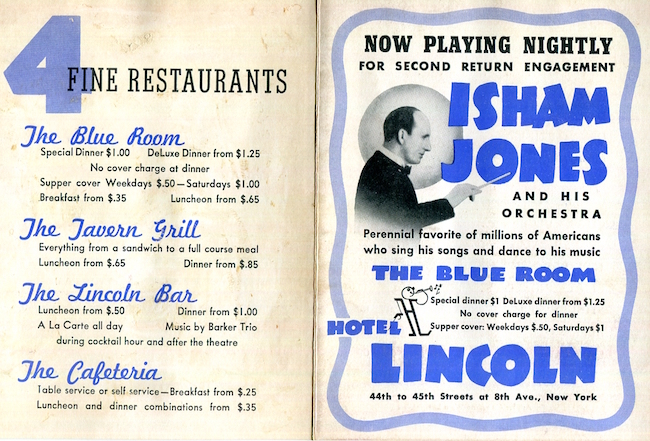 4
FINE RESTAURANTS
The Blue Room
Special Dinner $1.00 DeLuxe Dinner from $1.25
No cover charge at dinner
Supper cover Weekdays $.50—Saturdays $1.00
Breakfast from $.35 Luncheon from $.65
The Tavern Grill
Everything from a sandwich to a full course meal
Luncheon from $.65 Dinner from $.85
The Lincoln Bar
Luncheon from $.50 Dinner from $1.00
A La Carte all day Music by Barker Trio
during cocktail hour and after the theatre
The Cafeteria
Table service or self service—Breakfast from $.25
Luncheon and dinner combinations from $.35
NOW PLAYING NIGHTLY
FOR SECOND RETURN ENGAGEMENT
ISHAM
JONES
AND HIS
ORCHESTRA
Perennial favorite of millions of Americans
who sing his songs and dance to his music
THE BLUE ROOM
Special dinner $1 DeLuxe dinner from $1.25
No cover charge for dinner
Supper cover: Weekdays $.50, Saturdays $1
HOTEL
HL
LINCOLN
44th to 45th Streets at 8th Ave., New York